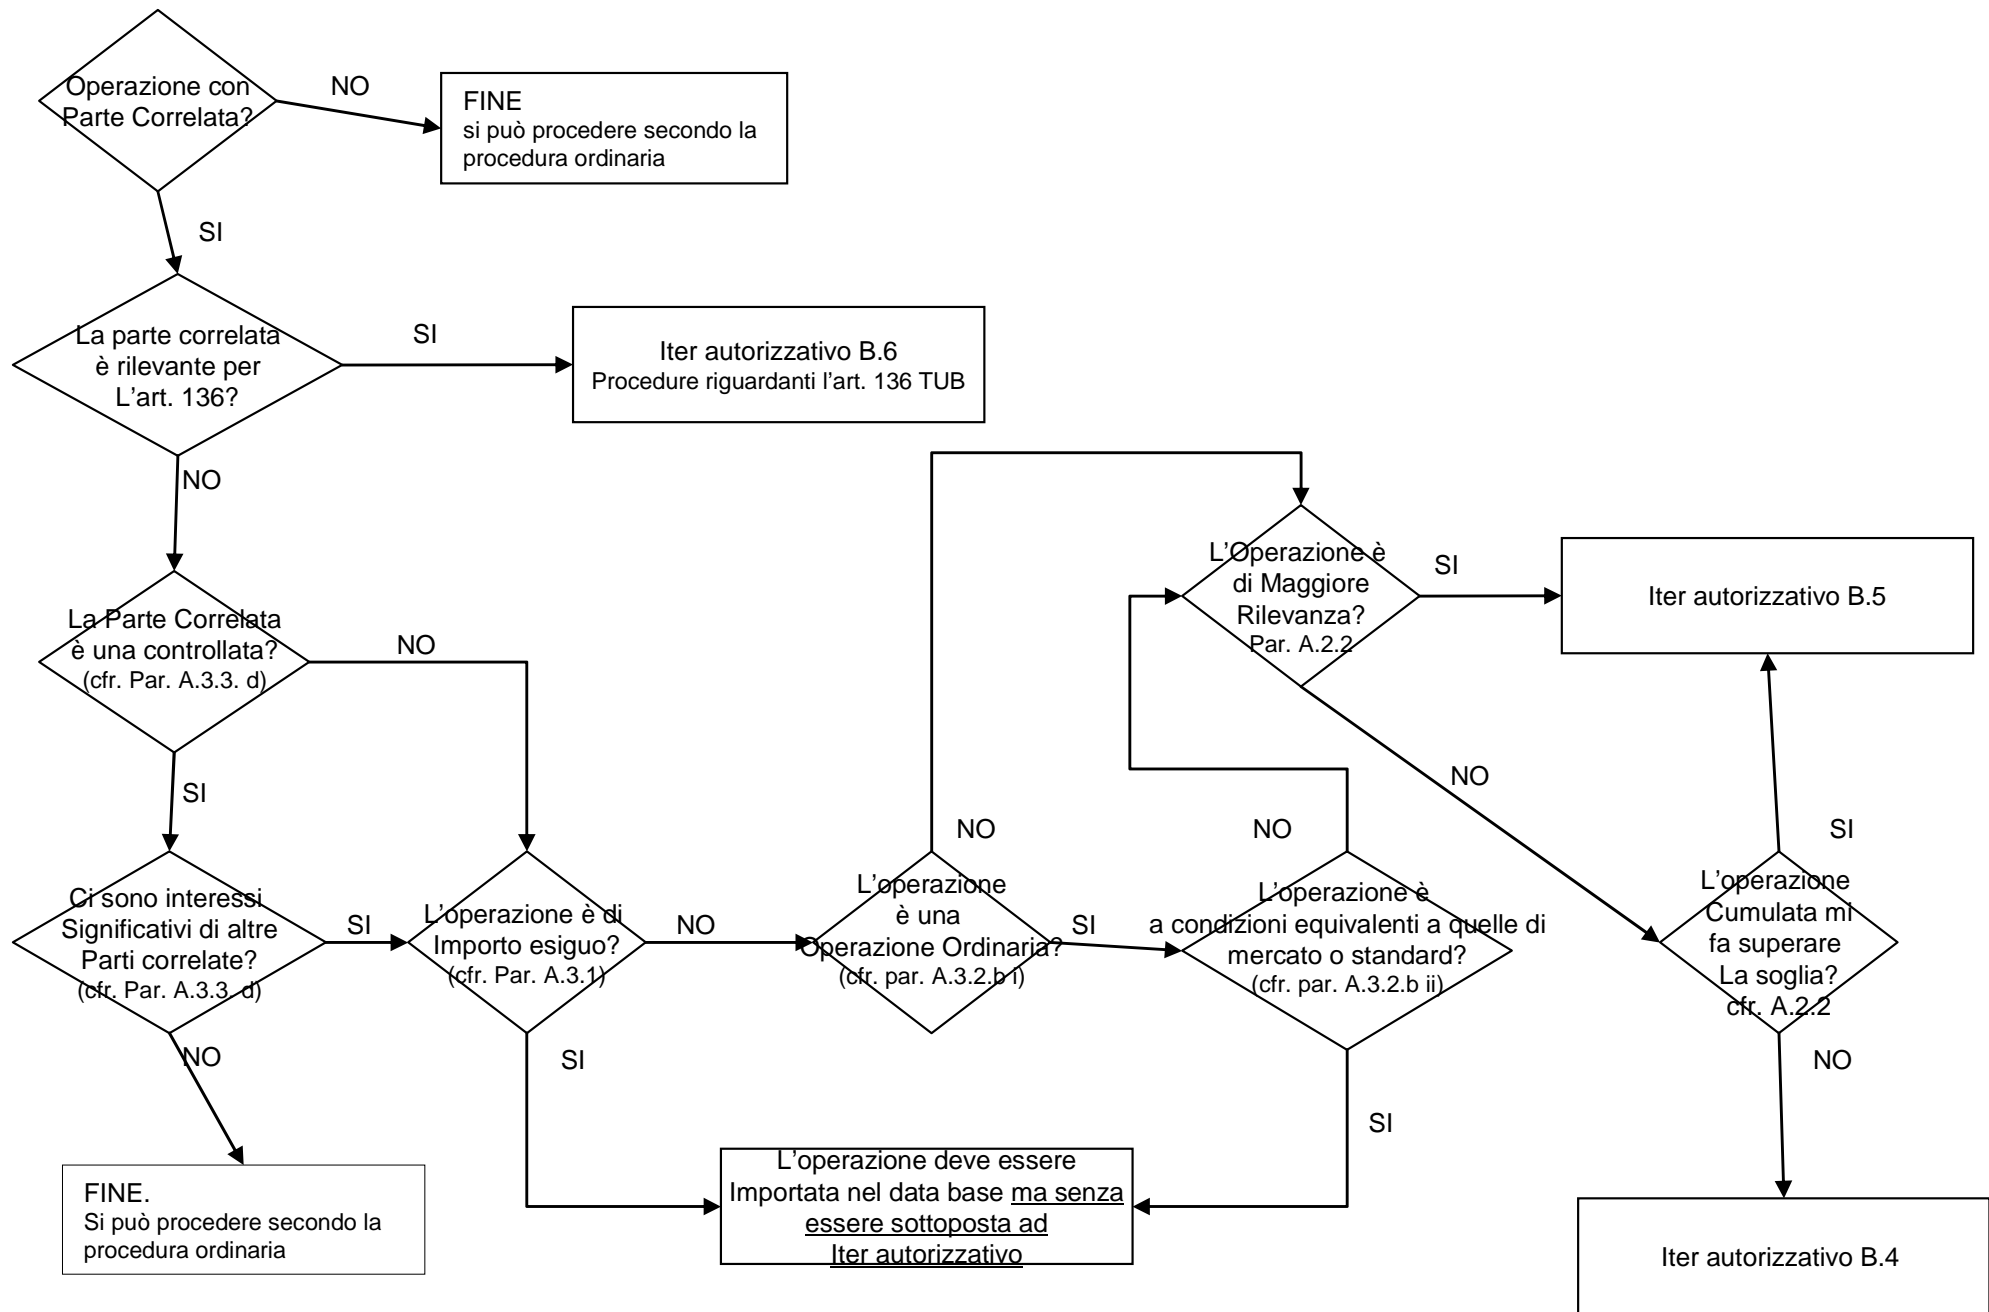 Operazione con
Parte Correlata?
NO
FINE
si può procedere secondo la
procedura ordinaria
SI
La parte correlata
è rilevante per
L'art. 136?
SI
Iter autorizzativo B.6
Procedure riguardanti l'art. 136 TUB
NO
La Parte Correlata
è una controllata?
(cfr. Par. A.3.3. d)
NO
L'Operazione è
di Maggiore
Rilevanza?
Par. A.2.2
SI
Iter autorizzativo B.5
SI
NO
Ci sono interessi
Significativi di altre
Parti correlate?
(cfr. Par. A.3.3. d)
SI
L'operazione è di
Importo esiguo?
(cfr. Par. A.3.1)
NO
NO
L'operazione
è una
Operazione Ordinaria?
(cfr. par. A.3.2.b i)
SI
NO
L'operazione è
a condizioni equivalenti a quelle di
mercato o standard?
(cfr. par. A.3.2.b ii)
SI
L'operazione
Cumulata mi
fa superare
La soglia?
cfr. A.2.2
NO
SI
SI
NO
FINE.
Si può procedere secondo la
procedura ordinaria
L'operazione deve essere
Importata nel data base ma senza
essere sottoposta ad
Iter autorizzativo
Iter autorizzativo B.4